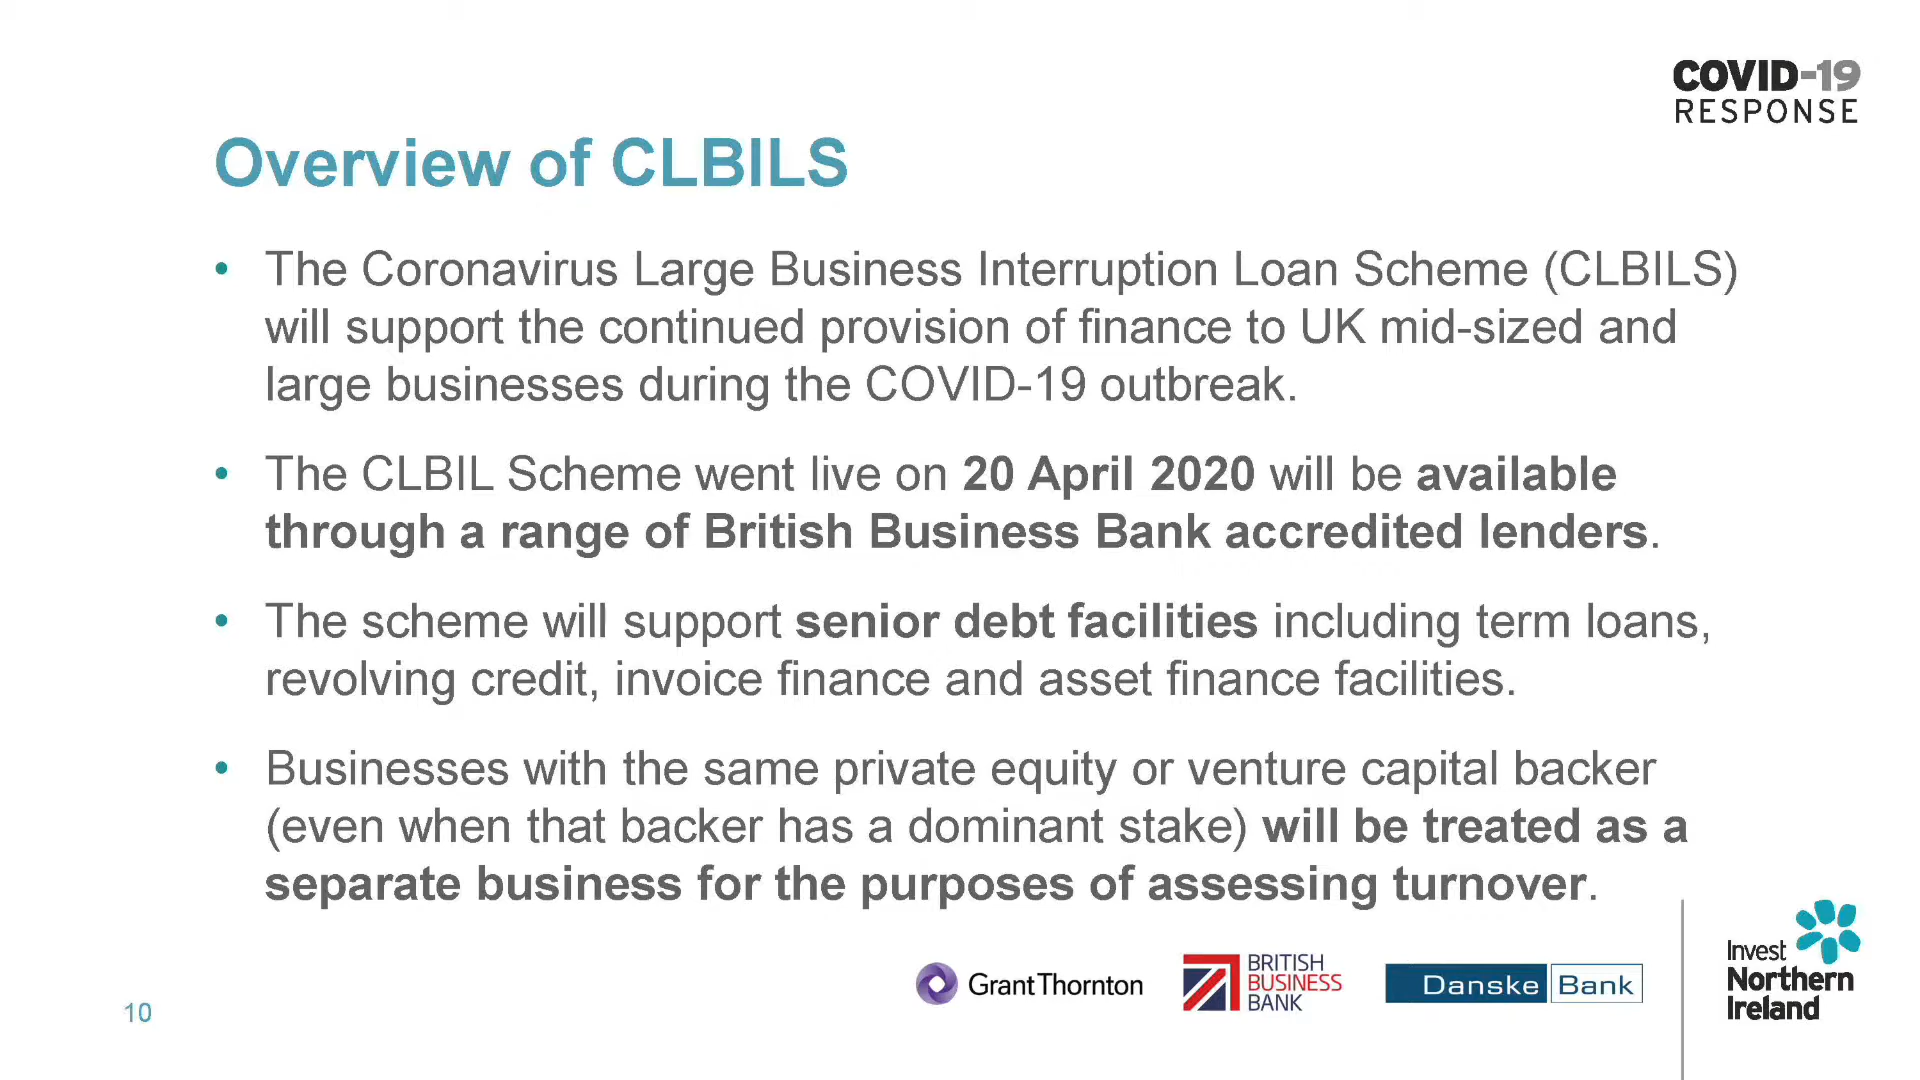 COVID-19
RESPONSE
Overview of CLBILS
• The Coronavirus Large Business Interruption Loan Scheme (CLBILS)
will support the continued provision of finance to UK mid-sized and
large businesses during the COVID-19 outbreak.
• The CLBIL Scheme went live on 20 April 2020 will be available
through a range of British Business Bank accredited lenders.
• The scheme will support senior debt facilities including term loans,
revolving credit, invoice finance and asset finance facilities.
• Businesses with the same private equity or venture capital backer
(even when that backer has a dominant stake) will be treated as a
separate business for the purposes of assessing turnover.
10
Grant Thornton
BRITISH
BUSINESS
BANK
Danske Bank
Invest
Northern
Ireland